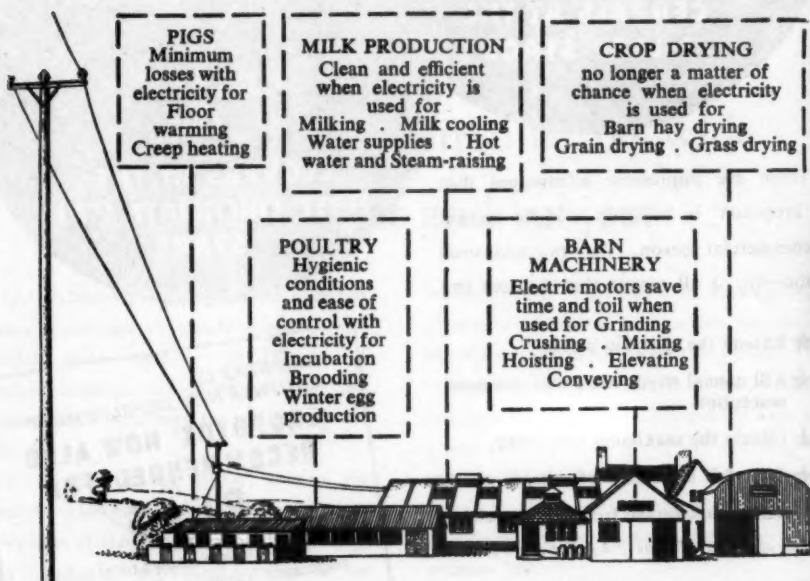 PIGS
Minimum
losses with
electricity for
Floor
warming
Creep heating
MILK PRODUCTION
Clean and efficient
when electricity is
used for
Milking . Milk cooling
Water supplies Hot
water and Steam-raising
CROP DRYING
no longer a matter of
chance when electricity
is used for
Barn hay drying
Grain drying . Grass drying
POULTRY
Hygienic
conditions
and ease of
control with
electricity for
Incubation
Brooding
Winter egg
production
BARN
MACHINERY
Electric motors save
time and toil when
used for Grinding
Crushing Mixing
Hoisting . Elevating
Conveying